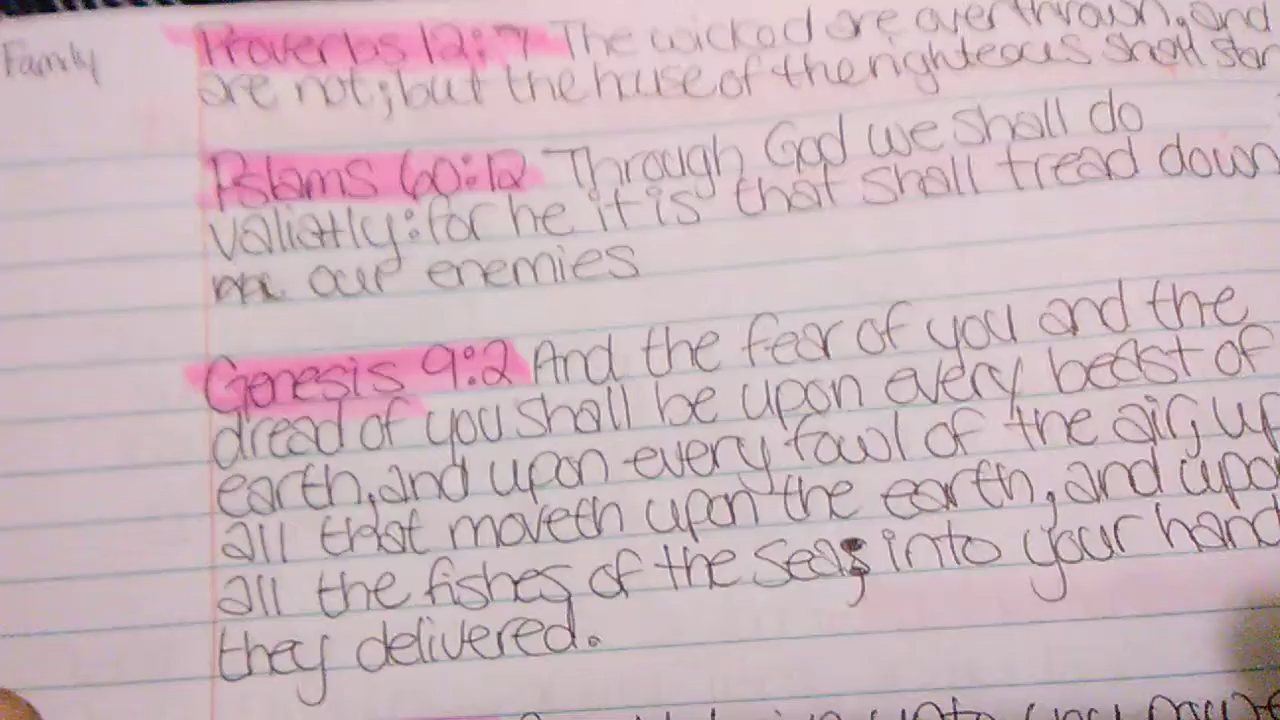 Family
Proverbs 12:7 The wicked are overthrown, and
are not; but the huse of the righteous shall stan
Pslams 60:12 Through God we shall do
valiatly: for he it is that shall tread down
our enemies
Genesis 9:2 And the fear of you and the
dread of you shall be upon every beast of
earth, and upon every fowl of the air, up
all that moveth upon the earth, and upo
all the fishes of the seas; into your hand
they delivered.
unto